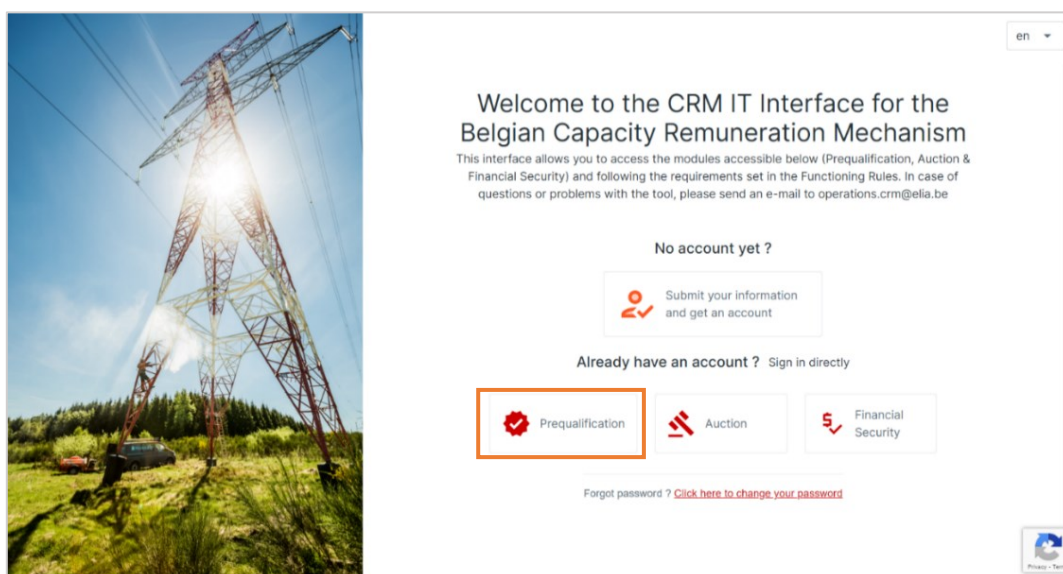 en
Welcome to the CRM IT Interface for the
Belgian Capacity Remuneration Mechanism
This interface allows you to access the modules accessible below (Prequalification, Auction &
Financial Security) and following the requirements set in the Functioning Rules. In case of
questions or problems with the tool, please send an e-mail to operations.crm@elia.be
No account yet ?
Submit your information
and get an account
Already have an account ? Sign in directly
Prequalification
Auction
Financial
Security
Forgot password ? Click here to change your password
Privacy - Ter